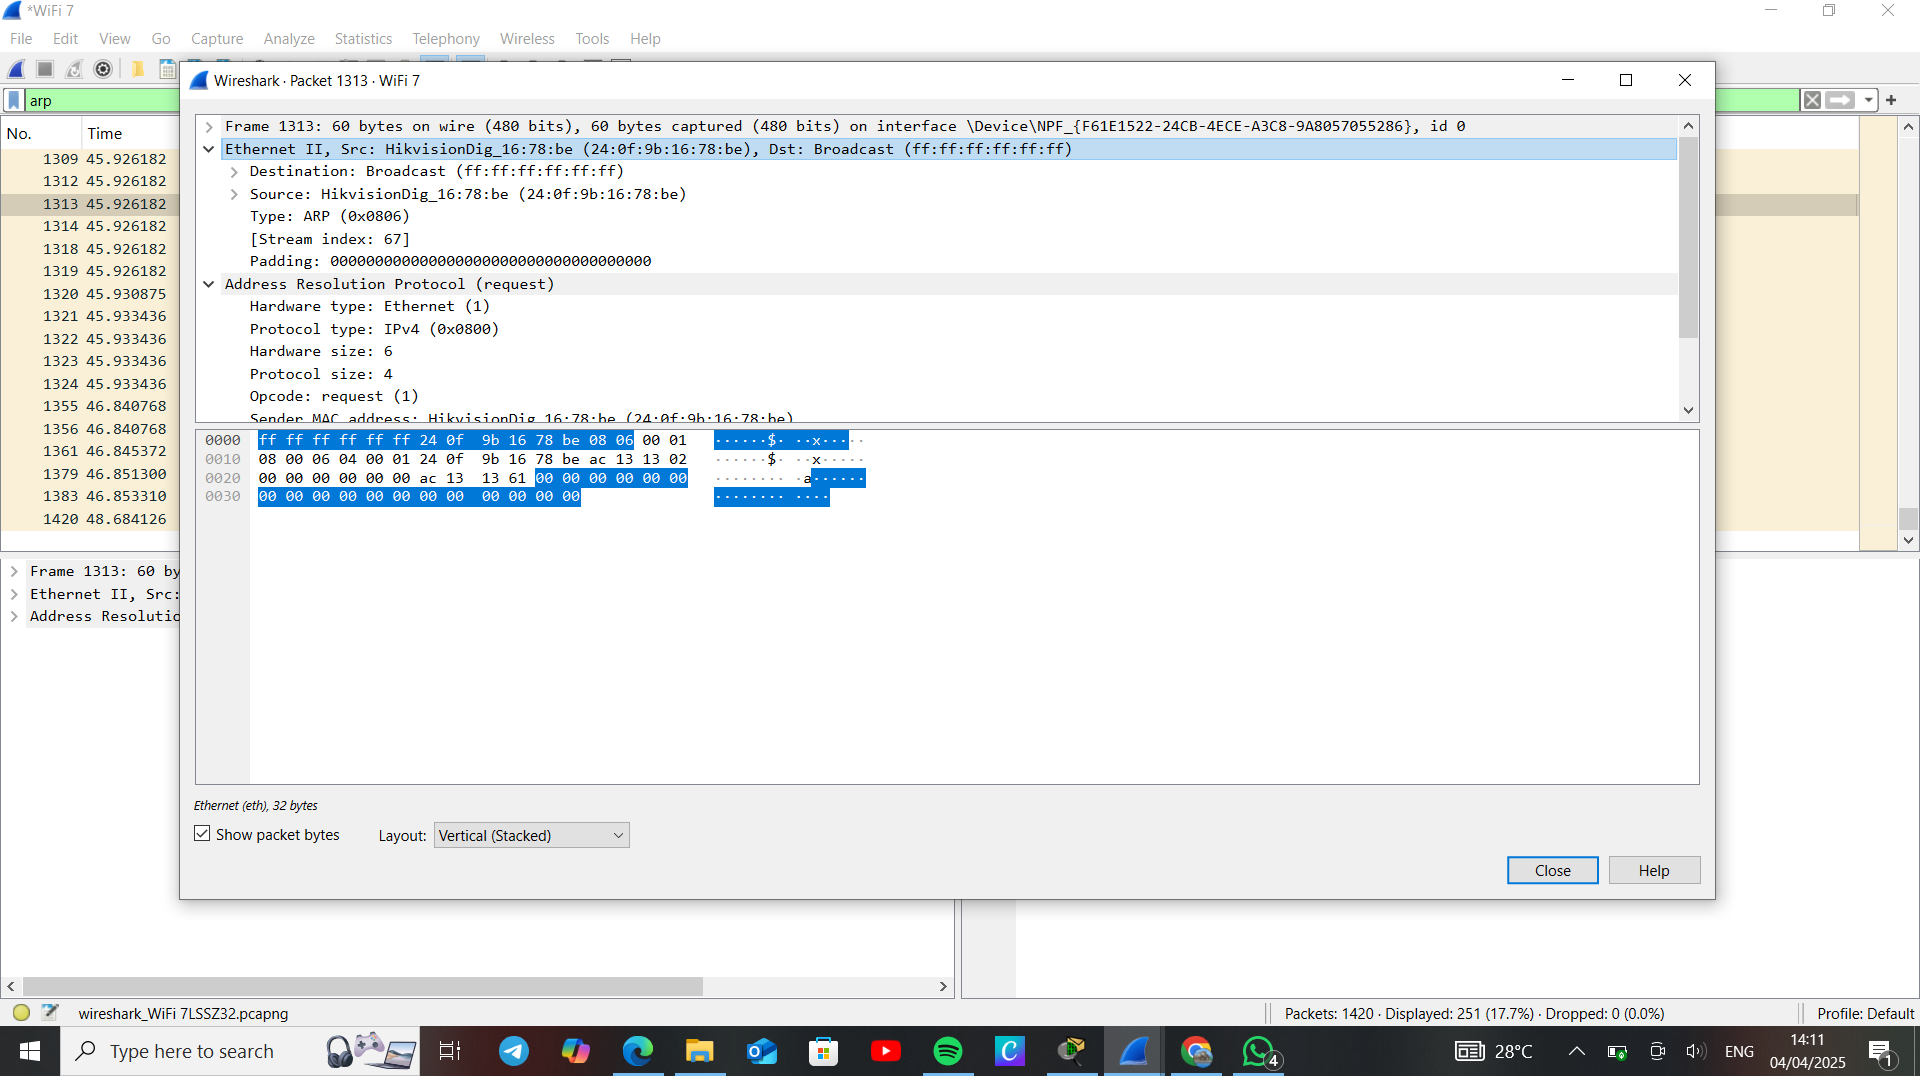 *WiFi 7
File Edit View Go Capture Analyze Statistics Telephony Wireless Tools Help
Wireshark · Packet 1313 · WiFi 7
arp
No. Time
1309 45.926182
1312 45.926182
1313 45.926182
1314 45.926182
1318 45.926182
1319 45.926182
1320 45.930875
1321 45.933436
1322 45.933436
1323 45.933436
1324 45.933436
1355 46.840768
1356 46.840768
1361 46.845372
1379 46.851300
1383 46.853310
1420 48.684126
Frame 1313: 60 by
Ethernet II, Src:
Address Resolutio
Frame 1313: 60 bytes on wire (480 bits), 60 bytes captured (480 bits) on interface \Device\NPF_{F61E1522-24CB-4ECE-A3C8-9A8057055286}, id 0
Ethernet II, Src: HikvisionDig_16:78:be (24:0f:9b:16:78:be), Dst: Broadcast (ff:ff:ff:ff:ff:ff)
Destination: Broadcast (ff:ff:ff:ff:ff:ff)
Source: HikvisionDig_16:78:be (24:0f:9b:16:78:be)
Type: ARP (0x0806)
[Stream index: 67]
Padding: 000000000000000000000000000000000000
Address Resolution Protocol (request)
Hardware type: Ethernet (1)
Protocol type: IPv4 (0x0800)
Hardware size: 6
Protocol size: 4
Opcode: request (1)
Sender MAC address: HikvisionDig_16:78:be (24:0f:9b:16:78:be)
0000 ff ff ff ff ff ff 24 0f 9b 16 78 be 08 06 00 01 ······$· ··x·····
0010 08 00 06 04 00 01 24 0f 9b 16 78 be ac 13 13 02 ······$· ··x·····
0020 00 00 00 00 00 00 ac 13 13 61 00 00 00 00 00 00 ········ ·a······
0030 00 00 00 00 00 00 00 00 00 00 00 00 ········ ····
Ethernet (eth), 32 bytes
Show packet bytes Layout: Vertical (Stacked)
Close Help
wireshark_WiFi 7LSSZ32.pcapng Packets: 1420 · Displayed: 251 (17.7%) · Dropped: 0 (0.0%) Profile: Default
Type here to search 4 28°C ENG 14:11 04/04/2025 1